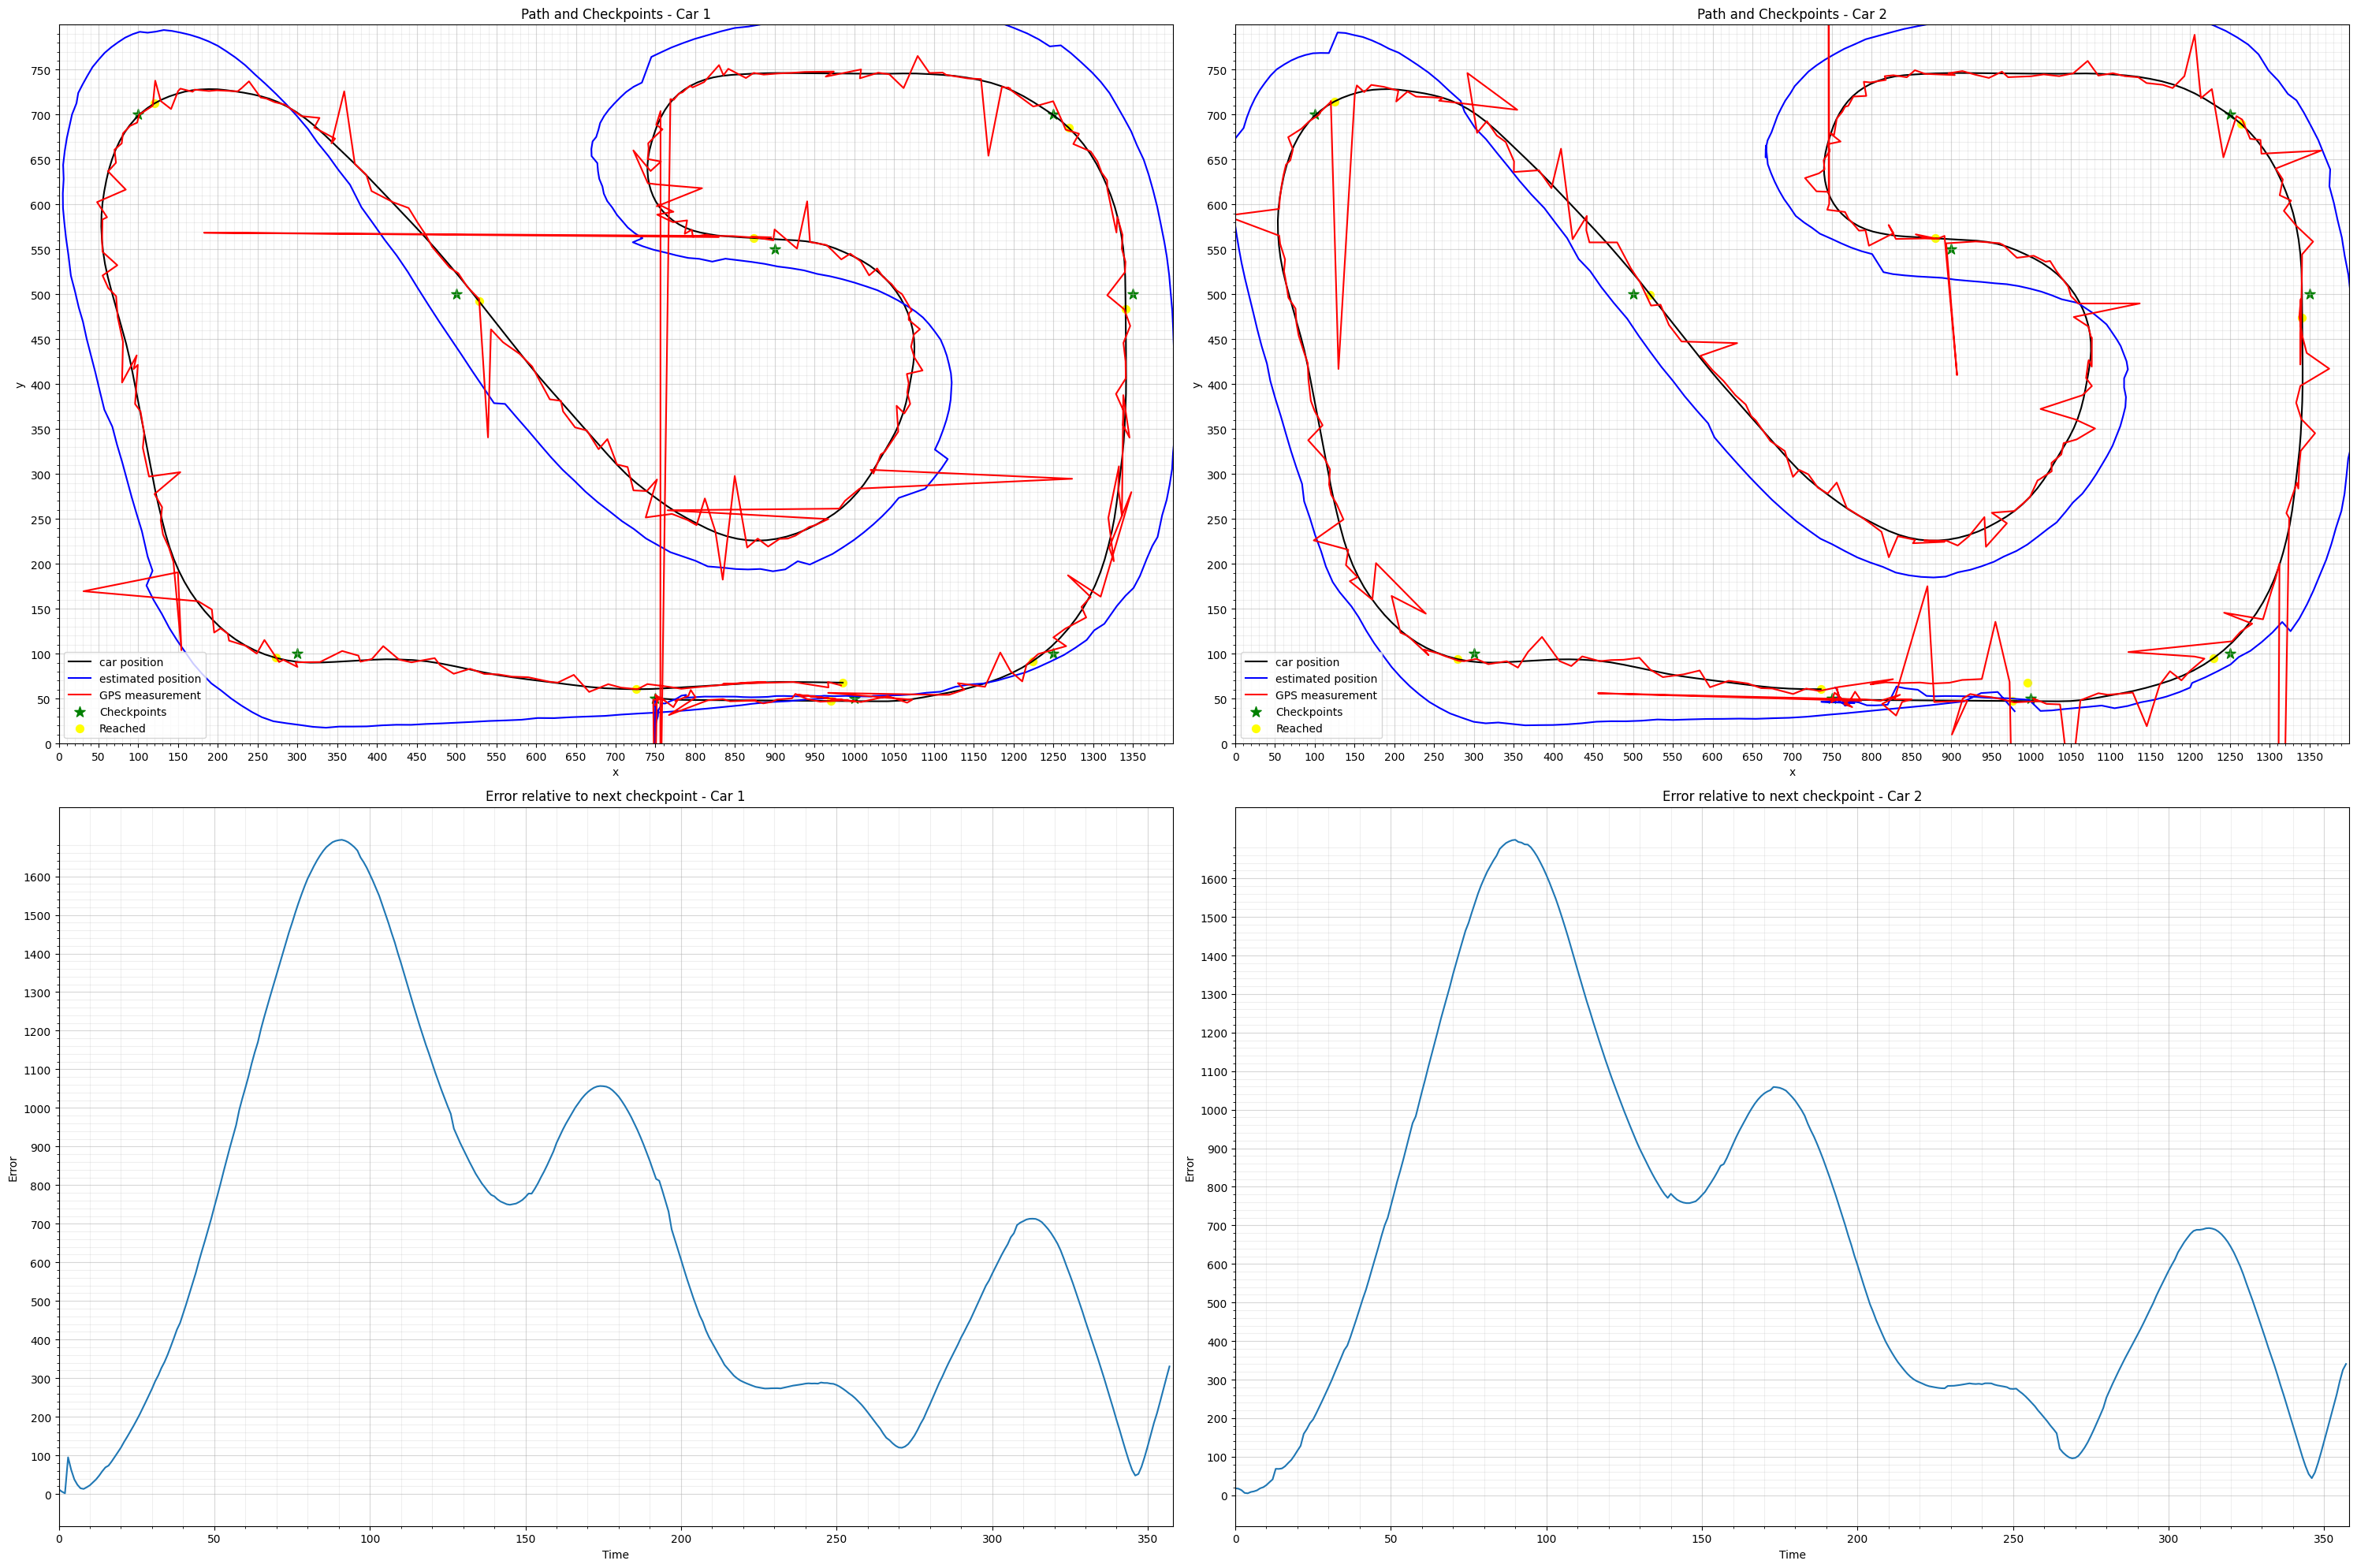 Path and Checkpoints - Car 1
y
750
700
650
600
550
500
450
400
350
300
250
200
150
100
50
0
car position
estimated position
GPS measurement
Checkpoints
Reached
0 50 100 150 200 250 300 350 400 450 500 550 600 650 700 750 800 850 900 950 1000 1050 1100 1150 1200 1250 1300 1350
x
Path and Checkpoints - Car 2
y
750
700
650
600
550
500
450
400
350
300
250
200
150
100
50
0
car position
estimated position
GPS measurement
Checkpoints
Reached
0 50 100 150 200 250 300 350 400 450 500 550 600 650 700 750 800 850 900 950 1000 1050 1100 1150 1200 1250 1300 1350
x
Error relative to next checkpoint - Car 1
Error
1600
1500
1400
1300
1200
1100
1000
900
800
700
600
500
400
300
200
100
0
0 50 100 150 200 250 300 350
Time
Error relative to next checkpoint - Car 2
Error
1600
1500
1400
1300
1200
1100
1000
900
800
700
600
500
400
300
200
100
0
0 50 100 150 200 250 300 350
Time